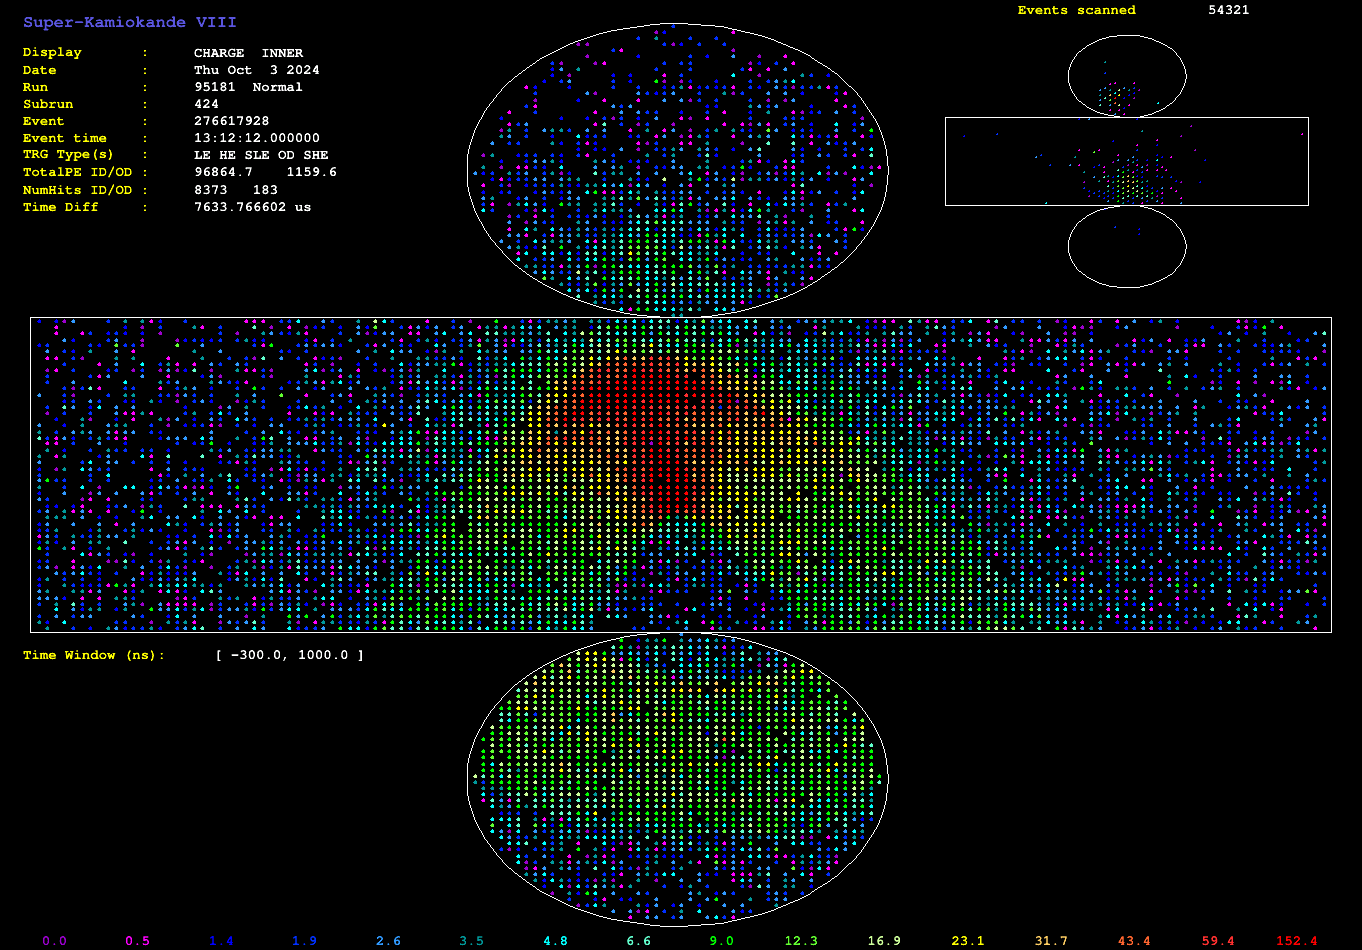 Super-Kamiokande VIII
Display : CHARGE INNER
Date : Thu Oct 3 2024
Run : 95181 Normal
Subrun : 424
Event : 276617928
Event time : 13:12:12.000000
TRG Type(s) : LE HE SLE OD SHE
TotalPE ID/OD : 96864.7 1159.6
NumHits ID/OD : 8373 183
Time Diff : 7633.766602 us
Events scanned 54321
Time Window (ns): [ -300.0, 1000.0 ]
0.0 0.5 1.4 1.9 2.6 3.5 4.8 6.6 9.0 12.3 16.9 23.1 31.7 43.4 59.4 152.4